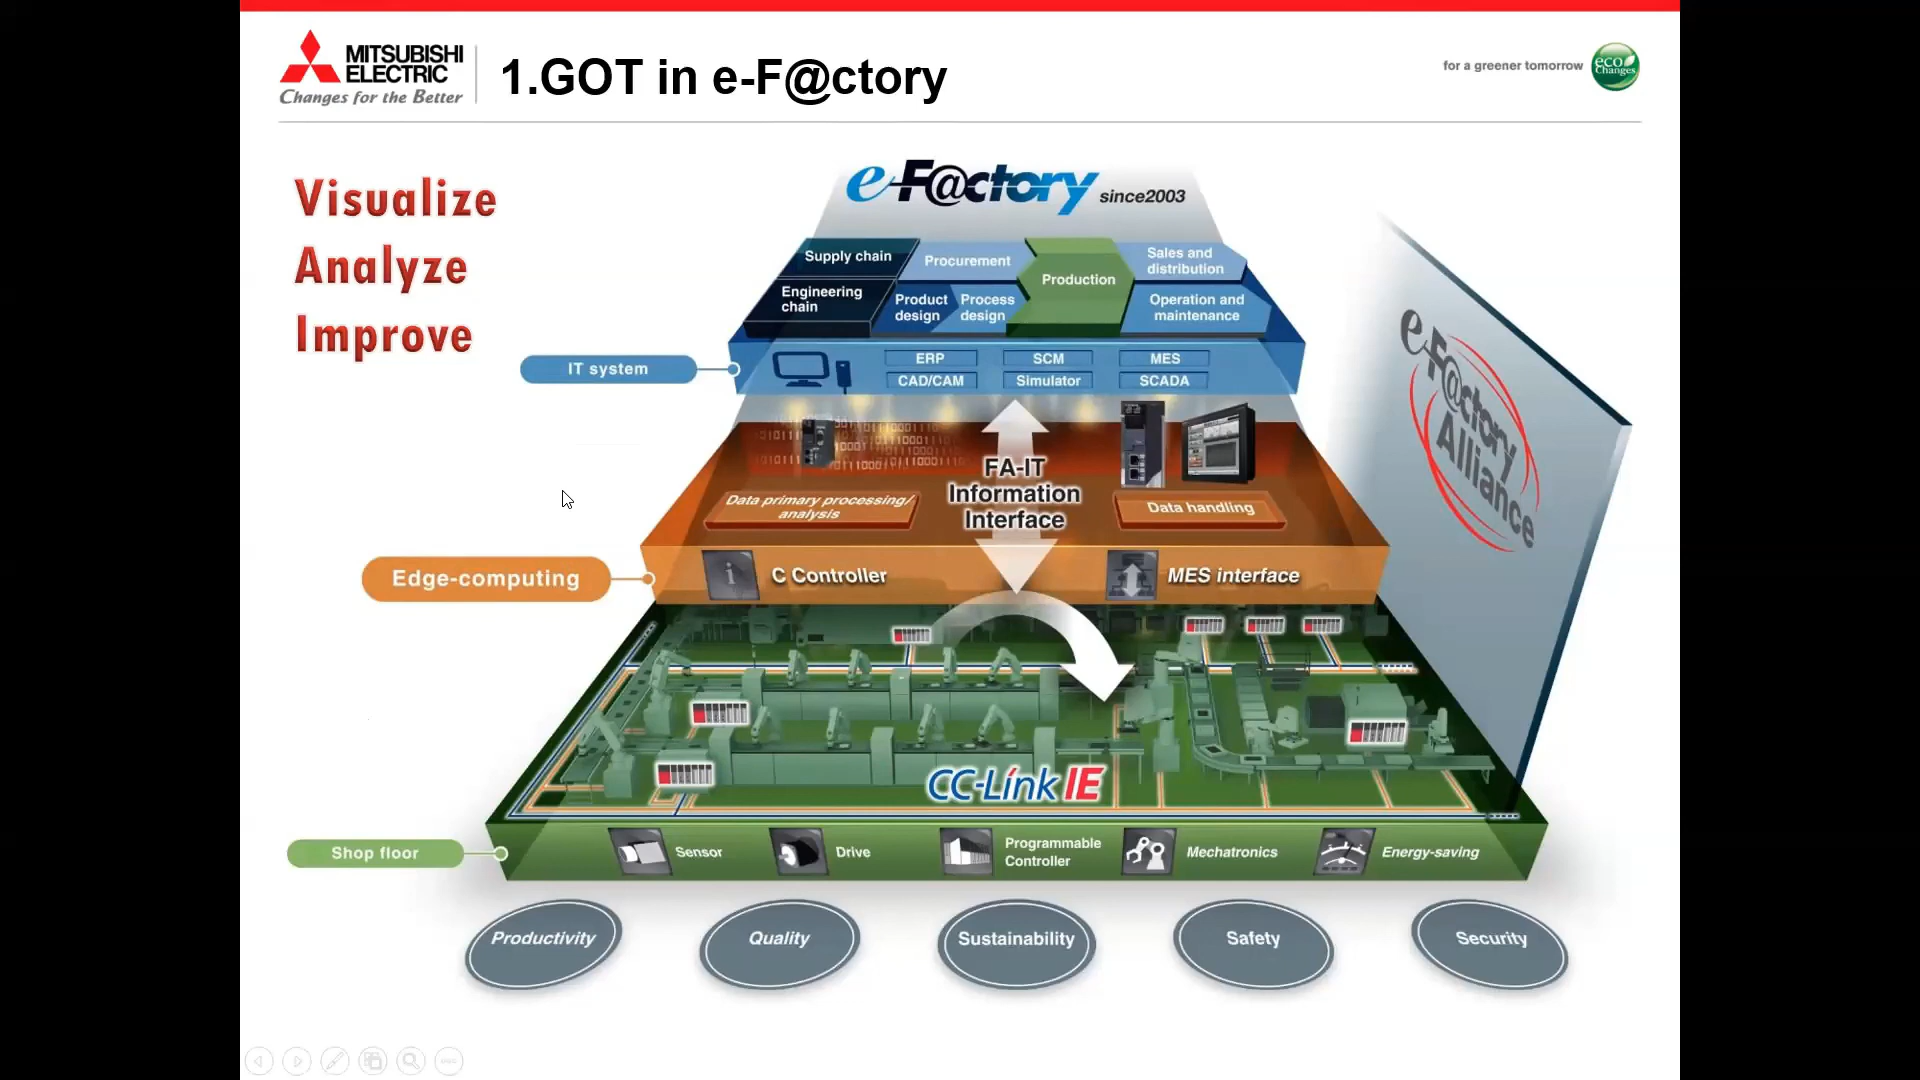 MITSUBISHI
ELECTRIC
Changes for the Better
1.GOT in e-F@ctory
for a greener tomorrow
eco
Changes
Visualize
Analyze
Improve
e-F@ctory since2003
Supply chain
Procurement
Production
Sales and
distribution
Engineering
chain
Product
design
Process
design
Operation and
maintenance
IT system
ERP
SCM
MES
CAD/CAM
Simulator
SCADA
e-F@ctory
Alliance
FA-IT
Information
Interface
Data primary processing/
analysis
Data handling
Edge-computing
C Controller
MES interface
CC-Link IE
Shop floor
Sensor
Drive
Programmable
Controller
Mechatronics
Energy-saving
Productivity
Quality
Sustainability
Safety
Security